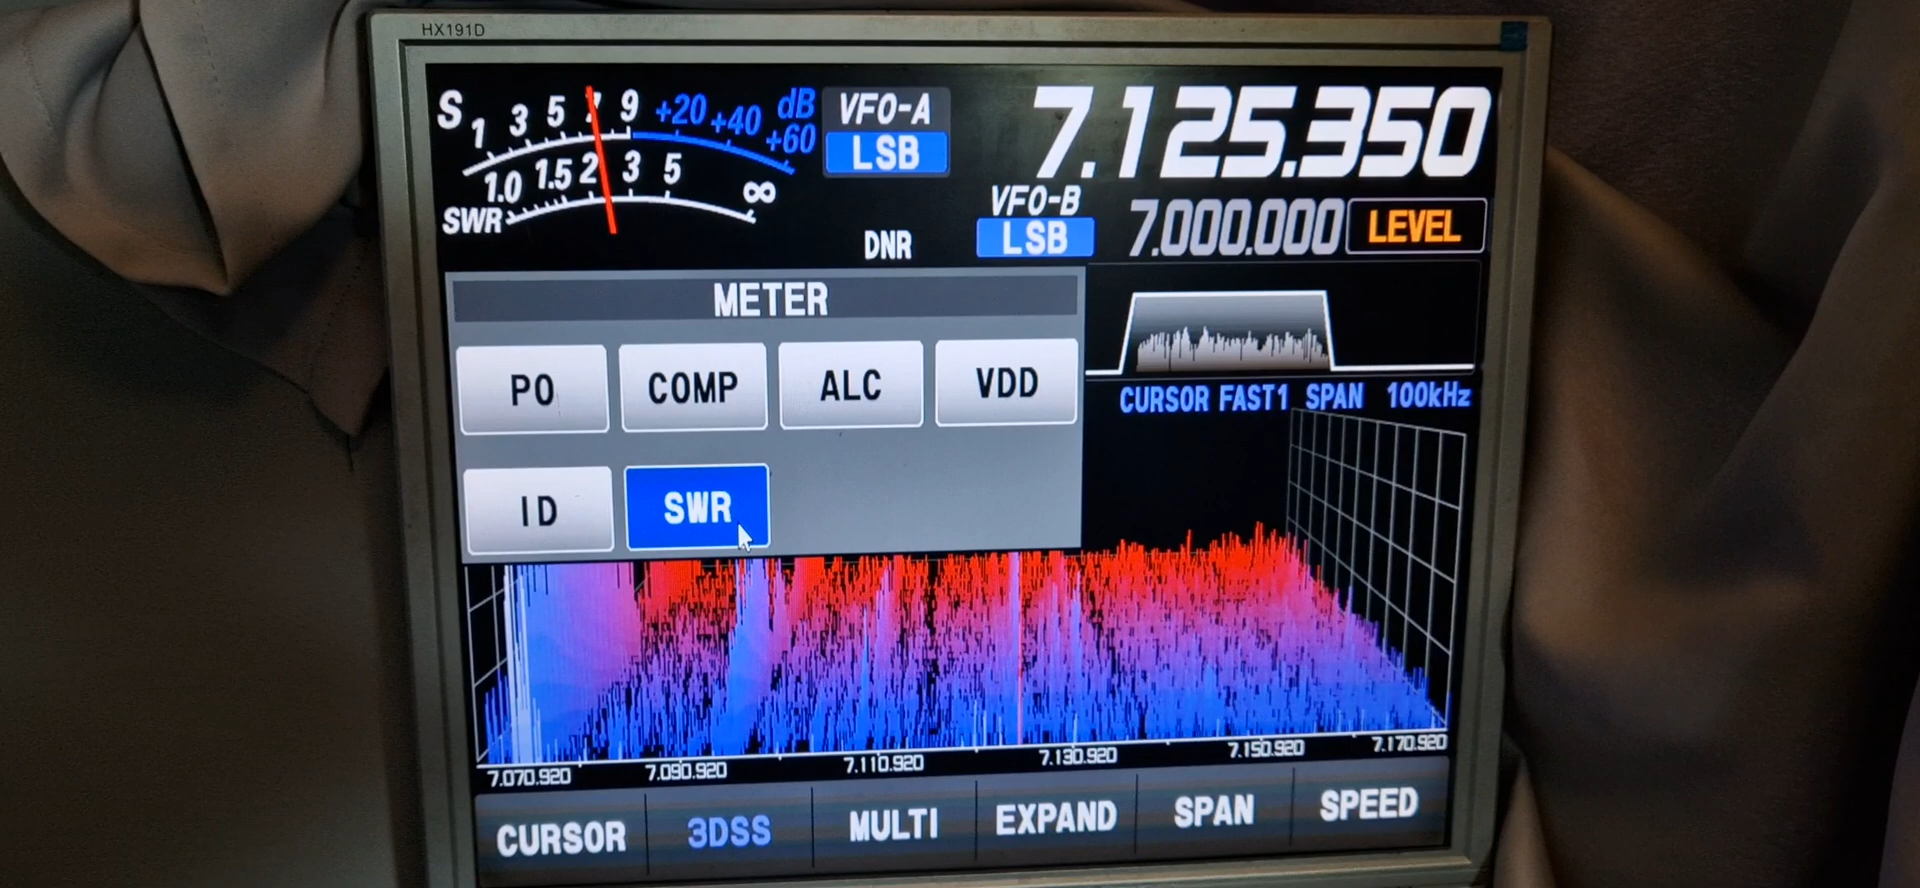 HX191D
S 1 3 5 7 9 +20 +40 +60 dB
1.0 1.5 2 3 5 ∞
SWR
VFO-A
LSB
7.125.350
VFO-B
LSB
7.000.000
LEVEL
DNR
METER
PO COMP ALC VDD
ID SWR
CURSOR FAST1 SPAN 100kHz
7.070.920 7.090.920 7.110.920 7.130.920 7.150.920 7.170.920
CURSOR 3DSS MULTI EXPAND SPAN SPEED